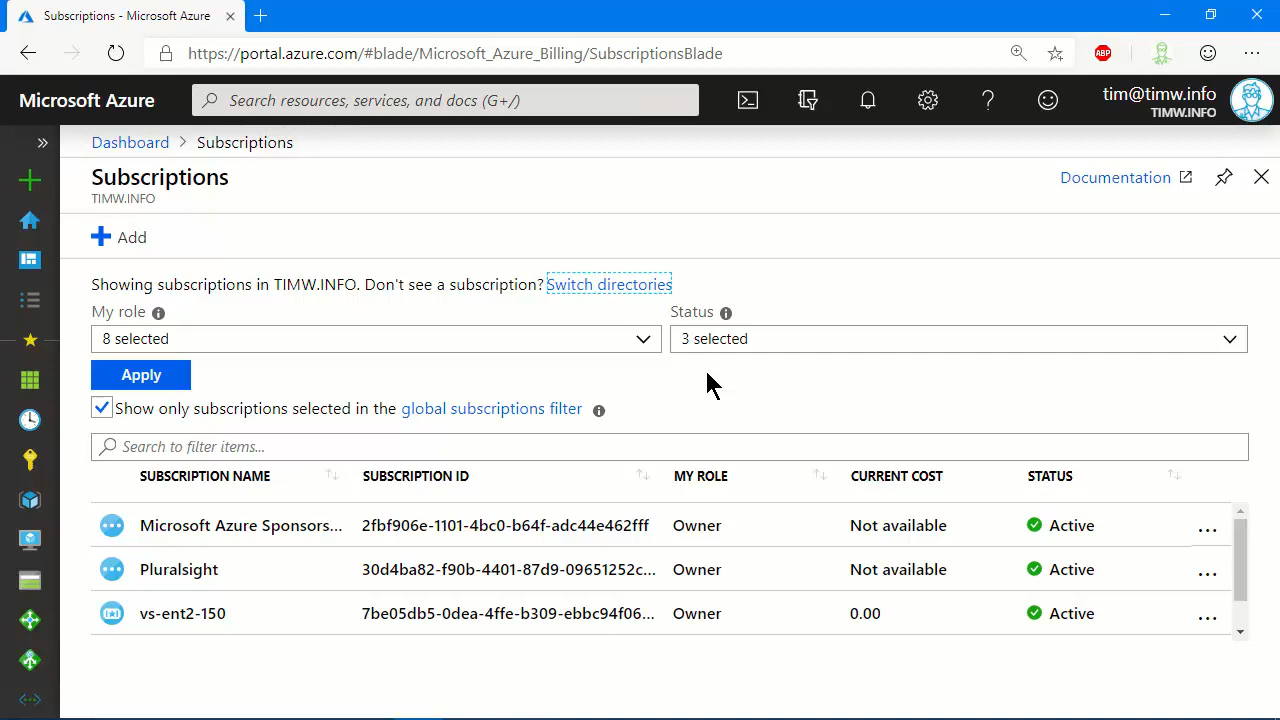 Subscriptions - Microsoft Azure
https://portal.azure.com/#blade/Microsoft_Azure_Billing/SubscriptionsBlade
ABP
Microsoft Azure
Search resources, services, and docs (G+/)
tim@timw.info
TIMW.INFO
Dashboard > Subscriptions
Subscriptions
TIMW.INFO
Documentation
Add
Showing subscriptions in TIMW.INFO. Don't see a subscription? Switch directories
My role
Status
8 selected
3 selected
Apply
Show only subscriptions selected in the global subscriptions filter
Search to filter items...
SUBSCRIPTION NAME SUBSCRIPTION ID MY ROLE CURRENT COST STATUS
Microsoft Azure Sponsors... 2fbf906e-1101-4bc0-b64f-adc44e462fff Owner Not available Active ...
Pluralsight 30d4ba82-f90b-4401-87d9-09651252c... Owner Not available Active ...
vs-ent2-150 7be05db5-0dea-4ffe-b309-ebbc94f06... Owner 0.00 Active ...